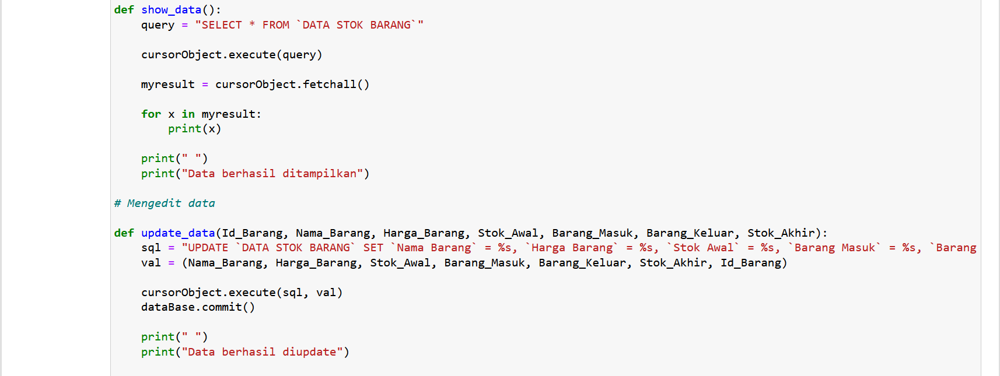 def show_data():
    query = "SELECT * FROM `DATA STOK BARANG`"
    cursorObject.execute(query)
    myresult = cursorObject.fetchall()
    for x in myresult:
        print(x)
    print(" ")
    print("Data berhasil ditampilkan")
# Mengedit data
def update_data(Id_Barang, Nama_Barang, Harga_Barang, Stok_Awal, Barang_Masuk, Barang_Keluar, Stok_Akhir):
    sql = "UPDATE `DATA STOK BARANG` SET `Nama Barang` = %s, `Harga Barang` = %s, `Stok Awal` = %s, `Barang Masuk` = %s, `Barang
    val = (Nama_Barang, Harga_Barang, Stok_Awal, Barang_Masuk, Barang_Keluar, Stok_Akhir, Id_Barang)
    cursorObject.execute(sql, val)
    dataBase.commit()
    print(" ")
    print("Data berhasil diupdate")